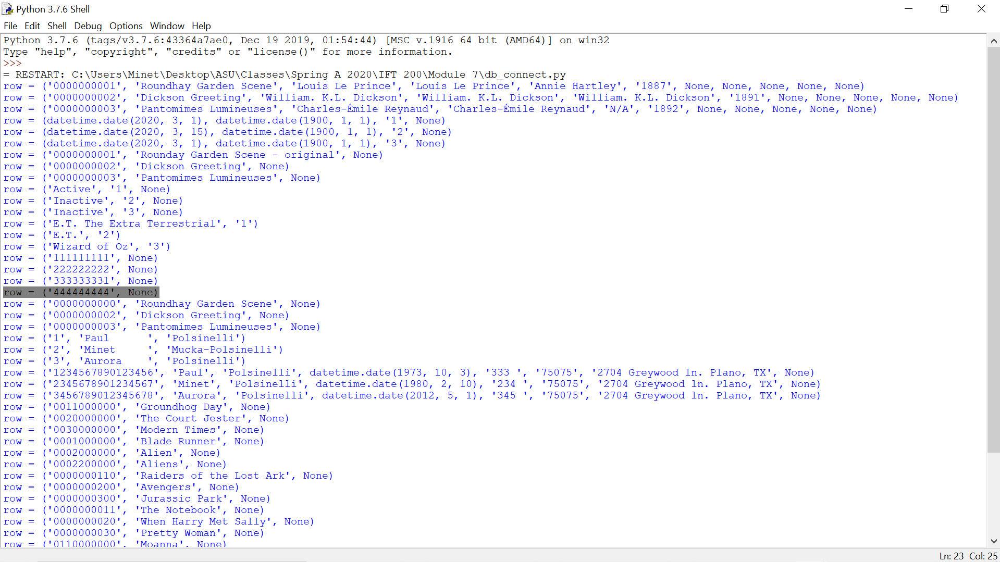 Python 3.7.6 Shell
File Edit Shell Debug Options Window Help
Python 3.7.6 (tags/v3.7.6:43364a7ae0, Dec 19 2019, 01:54:44) [MSC v.1916 64 bit (AMD64)] on win32
Type "help", "copyright", "credits" or "license()" for more information.
>>>
= RESTART: C:\Users\Minet\Desktop\ASU\Classes\Spring A 2020\IFT 200\Module 7\db_connect.py
row = ('0000000001', 'Roundhay Garden Scene', 'Louis Le Prince', 'Louis Le Prince', 'Annie Hartley', '1887', None, None, None, None, None)
row = ('0000000002', 'Dickson Greeting', 'William. K.L. Dickson', 'William. K.L. Dickson', 'William. K.L. Dickson', '1891', None, None, None, None, None)
row = ('0000000003', 'Pantomimes Lumineuses', 'Charles-Émile Reynaud', 'Charles-Émile Reynaud', 'N/A', '1892', None, None, None, None, None)
row = (datetime.date(2020, 3, 1), datetime.date(1900, 1, 1), '1', None)
row = (datetime.date(2020, 3, 15), datetime.date(1900, 1, 1), '2', None)
row = (datetime.date(2020, 3, 1), datetime.date(1900, 1, 1), '3', None)
row = ('0000000001', 'Rounday Garden Scene - original', None)
row = ('0000000002', 'Dickson Greeting', None)
row = ('0000000003', 'Pantomimes Lumineuses', None)
row = ('Active', '1', None)
row = ('Inactive', '2', None)
row = ('Inactive', '3', None)
row = ('E.T. The Extra Terrestrial', '1')
row = ('E.T.', '2')
row = ('Wizard of Oz', '3')
row = ('111111111', None)
row = ('222222222', None)
row = ('333333331', None)
row = ('444444444', None)
row = ('0000000000', 'Roundhay Garden Scene', None)
row = ('0000000002', 'Dickson Greeting', None)
row = ('0000000003', 'Pantomimes Lumineuses', None)
row = ('1', 'Paul      ', 'Polsinelli')
row = ('2', 'Minet     ', 'Mucka-Polsinelli')
row = ('3', 'Aurora    ', 'Polsinelli')
row = ('1234567890123456', 'Paul', 'Polsinelli', datetime.date(1973, 10, 3), '333 ', '75075', '2704 Greywood ln. Plano, TX', None)
row = ('2345678901234567', 'Minet', 'Polsinelli', datetime.date(1980, 2, 10), '234 ', '75075', '2704 Greywood ln. Plano, TX', None)
row = ('3456789012345678', 'Aurora', 'Polsinelli', datetime.date(2012, 5, 1), '345 ', '75075', '2704 Greywood ln. Plano, TX', None)
row = ('0011000000', 'Groundhog Day', None)
row = ('0020000000', 'The Court Jester', None)
row = ('0030000000', 'Modern Times', None)
row = ('0001000000', 'Blade Runner', None)
row = ('0002000000', 'Alien', None)
row = ('0002200000', 'Aliens', None)
row = ('0000000110', 'Raiders of the Lost Ark', None)
row = ('0000000200', 'Avengers', None)
row = ('0000000300', 'Jurassic Park', None)
row = ('0000000011', 'The Notebook', None)
row = ('0000000020', 'When Harry Met Sally', None)
row = ('0000000030', 'Pretty Woman', None)
row = ('0110000000', 'Moanna', None)
Ln: 23 Col: 25